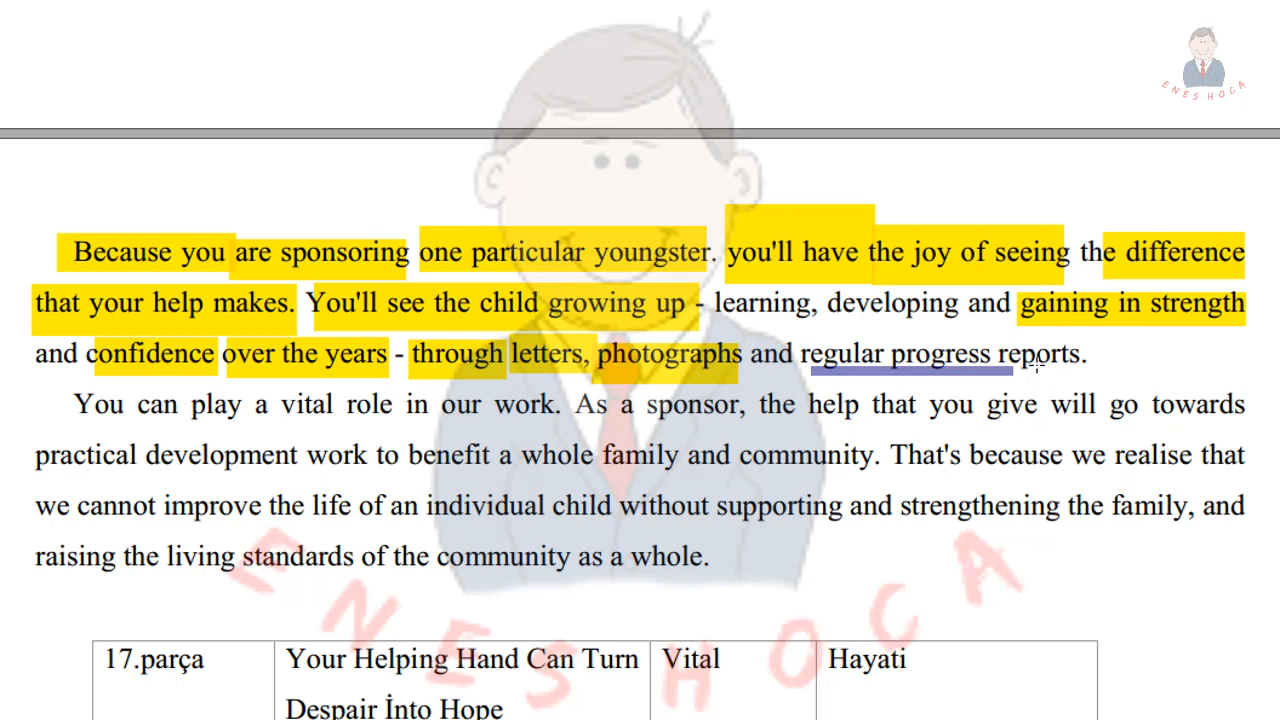 ENES HOCA
Because you are sponsoring one particular youngster. you'll have the joy of seeing the difference
that your help makes. You'll see the child growing up - learning, developing and gaining in strength
and confidence over the years - through letters, photographs and regular progress reports.
You can play a vital role in our work. As a sponsor, the help that you give will go towards
practical development work to benefit a whole family and community. That's because we realise that
we cannot improve the life of an individual child without supporting and strengthening the family, and
raising the living standards of the community as a whole.
ENES HOCA
17.parça Your Helping Hand Can Turn Vital Hayati
Despair İnto Hope